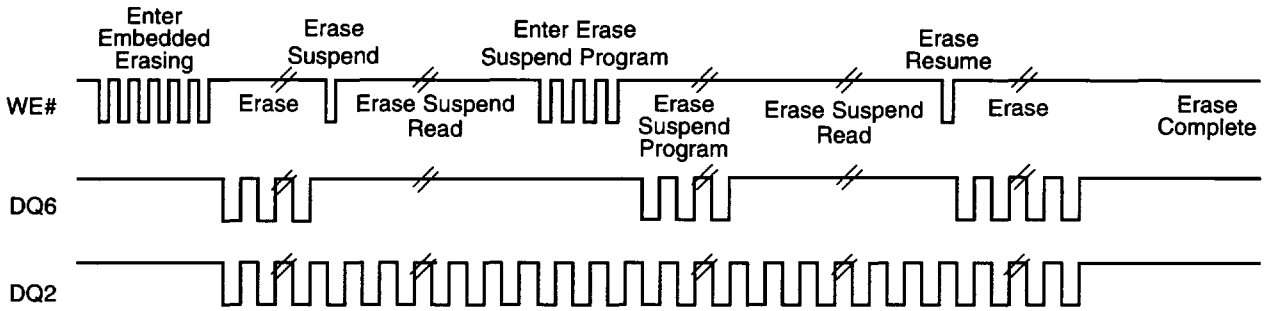 Enter
Embedded
Erasing
Erase
Suspend
Enter Erase
Suspend Program
Erase
Resume
WE#
Erase
Erase Suspend
Read
Erase
Suspend
Program
Erase Suspend
Read
Erase
Erase
Complete
DQ6
DQ2